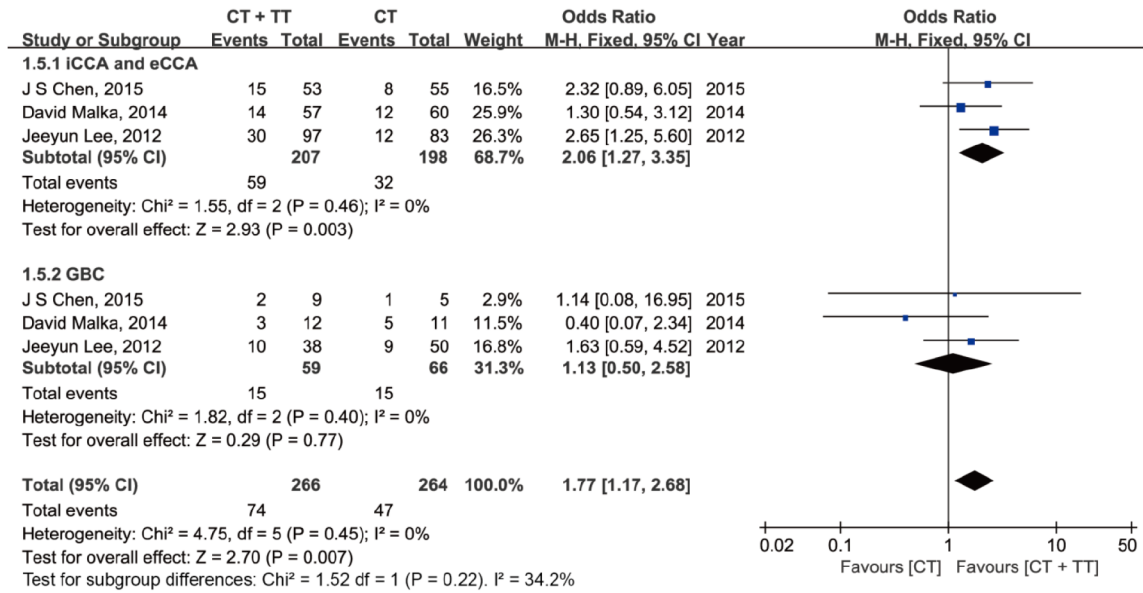 CT + TT CT Odds Ratio Odds Ratio
Study or Subgroup Events Total Events Total Weight M-H, Fixed, 95% CI Year M-H, Fixed, 95% CI
1.5.1 iCCA and eCCA
J S Chen, 2015 15 53 8 55 16.5% 2.32 [0.89, 6.05] 2015
David Malka, 2014 14 57 12 60 25.9% 1.30 [0.54, 3.12] 2014
Jeeyun Lee, 2012 30 97 12 83 26.3% 2.65 [1.25, 5.60] 2012
Subtotal (95% CI) 207 198 68.7% 2.06 [1.27, 3.35]
Total events 59 32
Heterogeneity: Chi² = 1.55, df = 2 (P = 0.46); I² = 0%
Test for overall effect: Z = 2.93 (P = 0.003)
1.5.2 GBC
J S Chen, 2015 2 9 1 5 2.9% 1.14 [0.08, 16.95] 2015
David Malka, 2014 3 12 5 11 11.5% 0.40 [0.07, 2.34] 2014
Jeeyun Lee, 2012 10 38 9 50 16.8% 1.63 [0.59, 4.52] 2012
Subtotal (95% CI) 59 66 31.3% 1.13 [0.50, 2.58]
Total events 15 15
Heterogeneity: Chi² = 1.82, df = 2 (P = 0.40); I² = 0%
Test for overall effect: Z = 0.29 (P = 0.77)
Total (95% CI) 266 264 100.0% 1.77 [1.17, 2.68]
Total events 74 47
Heterogeneity: Chi² = 4.75, df = 5 (P = 0.45); I² = 0%
Test for overall effect: Z = 2.70 (P = 0.007)
Test for subgroup differences: Chi² = 1.52 df = 1 (P = 0.22). I² = 34.2%
0.02 0.1 1 10 50
Favours [CT] Favours [CT + TT]